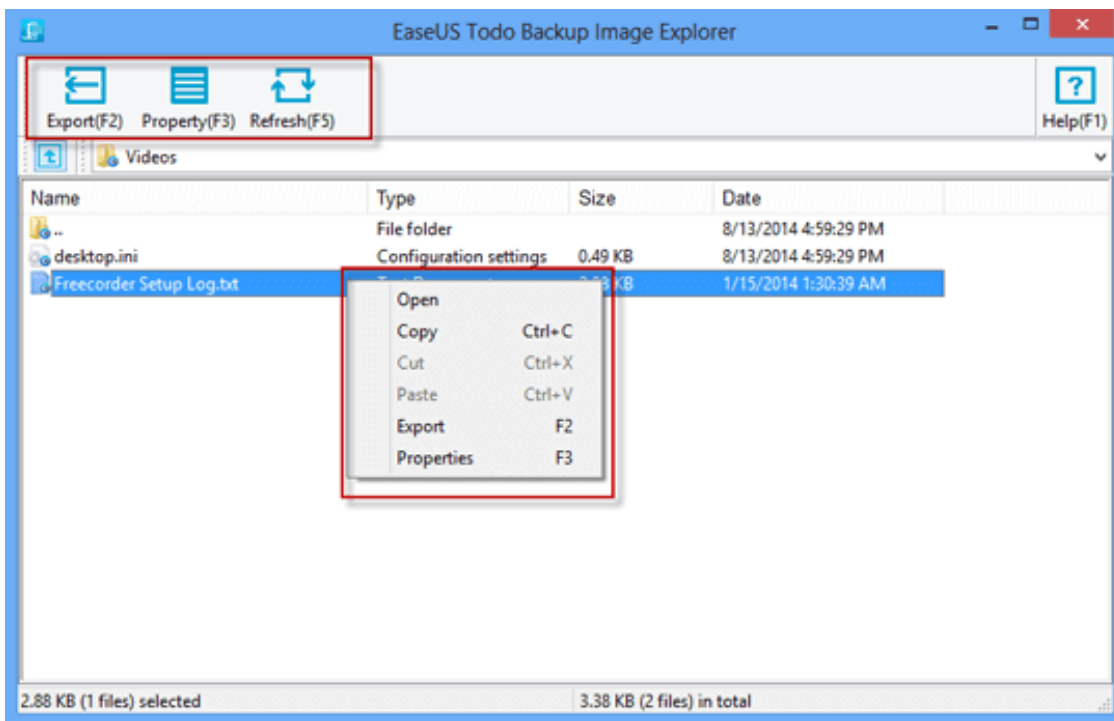 EaseUS Todo Backup Image Explorer
Export(F2) Property(F3) Refresh(F5) Help(F1)
Videos
Name Type Size Date
.. File folder 8/13/2014 4:59:29 PM
desktop.ini Configuration settings 0.49 KB 8/13/2014 4:59:29 PM
Freecorder Setup Log.txt KB 1/15/2014 1:30:39 AM
Open
Copy Ctrl+C
Cut Ctrl+X
Paste Ctrl+V
Export F2
Properties F3
2.88 KB (1 files) selected 3.38 KB (2 files) in total